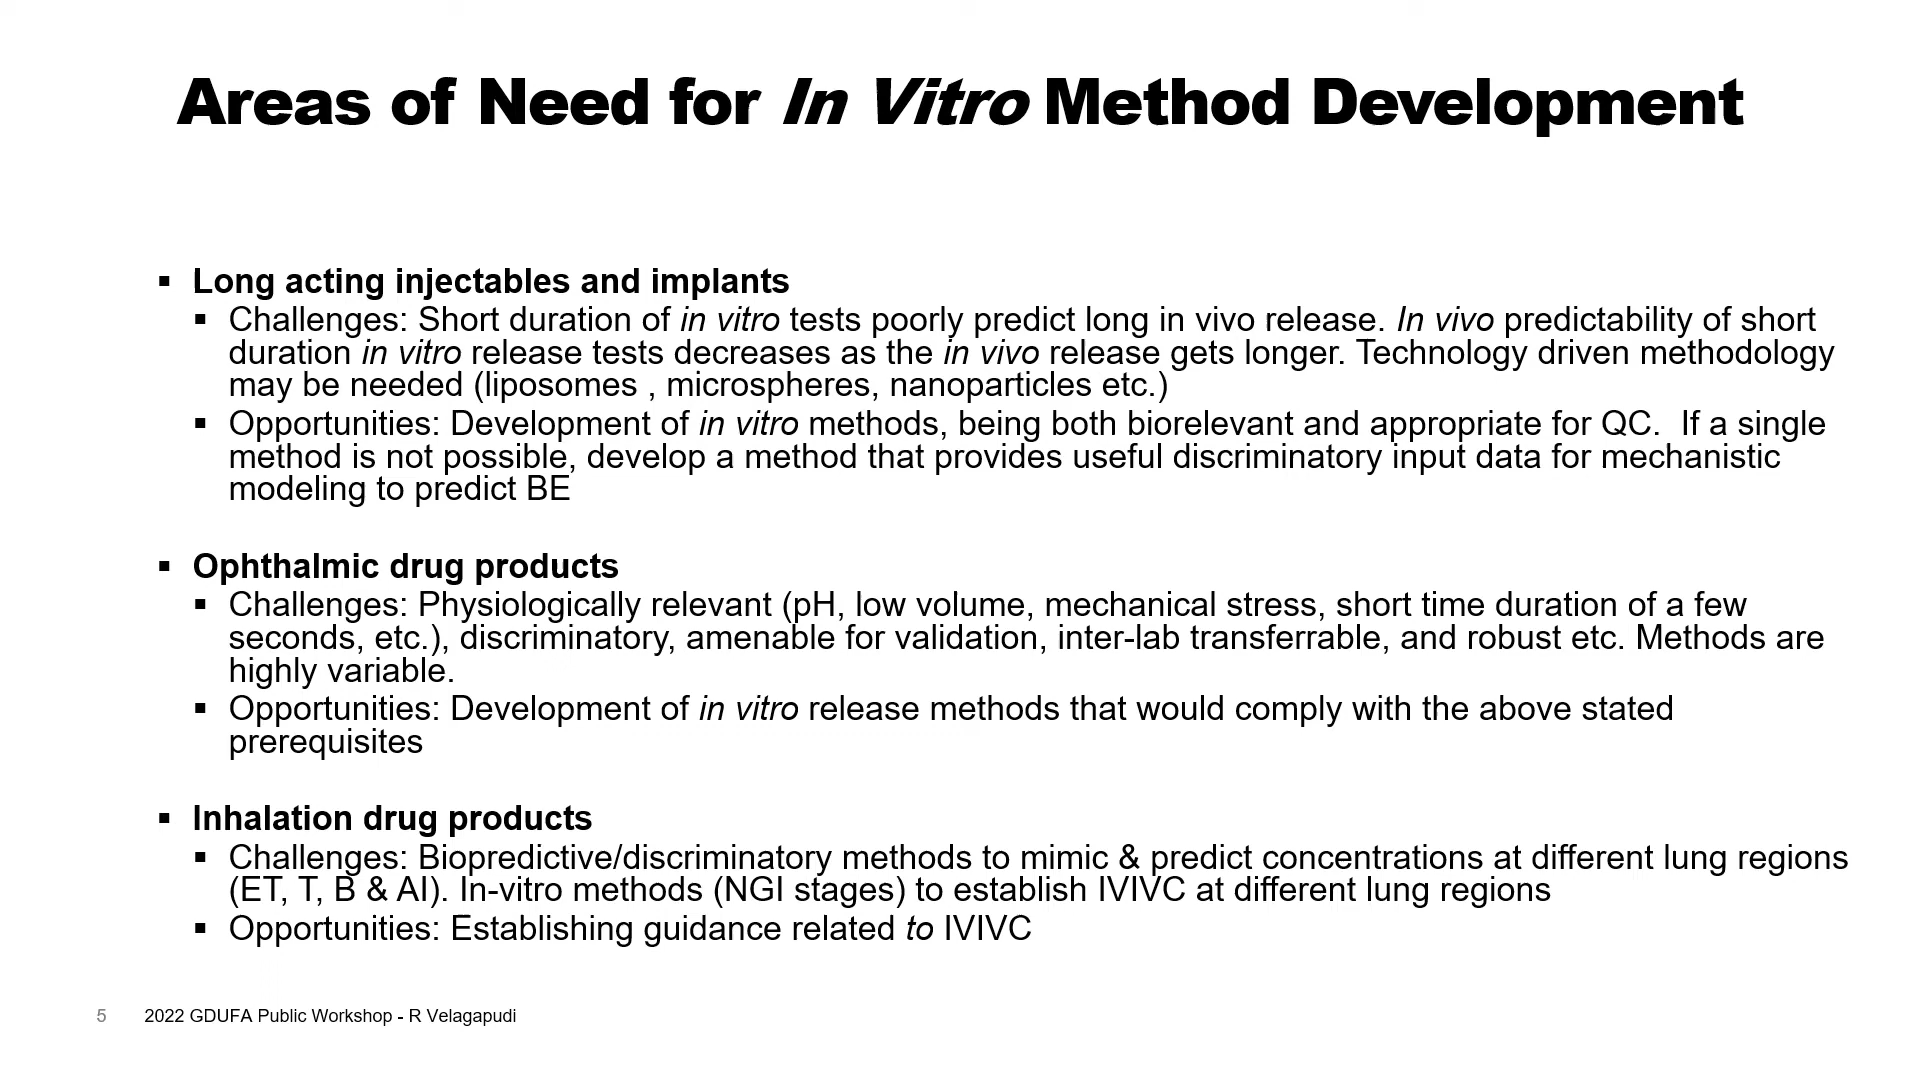 Areas of Need for In Vitro Method Development
▪ Long acting injectables and implants
▪ Challenges: Short duration of in vitro tests poorly predict long in vivo release. In vivo predictability of short
duration in vitro release tests decreases as the in vivo release gets longer. Technology driven methodology
may be needed (liposomes , microspheres, nanoparticles etc.)
▪ Opportunities: Development of in vitro methods, being both biorelevant and appropriate for QC.  If a single
method is not possible, develop a method that provides useful discriminatory input data for mechanistic
modeling to predict BE
▪ Ophthalmic drug products
▪ Challenges: Physiologically relevant (pH, low volume, mechanical stress, short time duration of a few
seconds, etc.), discriminatory, amenable for validation, inter-lab transferrable, and robust etc. Methods are
highly variable.
▪ Opportunities: Development of in vitro release methods that would comply with the above stated
prerequisites
▪ Inhalation drug products
▪ Challenges: Biopredictive/discriminatory methods to mimic & predict concentrations at different lung regions
(ET, T, B & AI). In-vitro methods (NGI stages) to establish IVIVC at different lung regions
▪ Opportunities: Establishing guidance related to IVIVC
5 2022 GDUFA Public Workshop - R Velagapudi